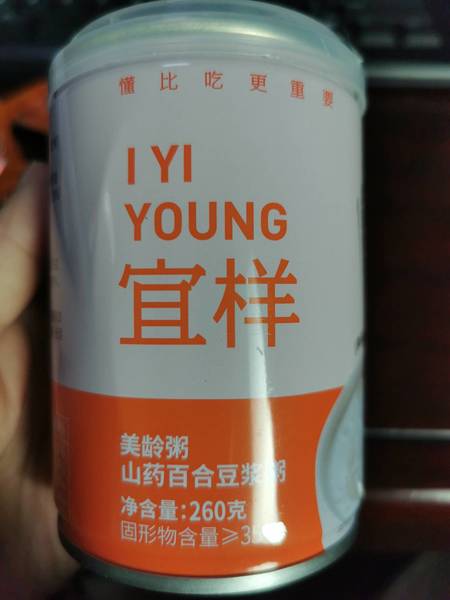 懂比吃更重要
I YI
YOUNG
宜样
美龄粥
山药百合豆浆粥
净含量:260克
固形物含量≥35